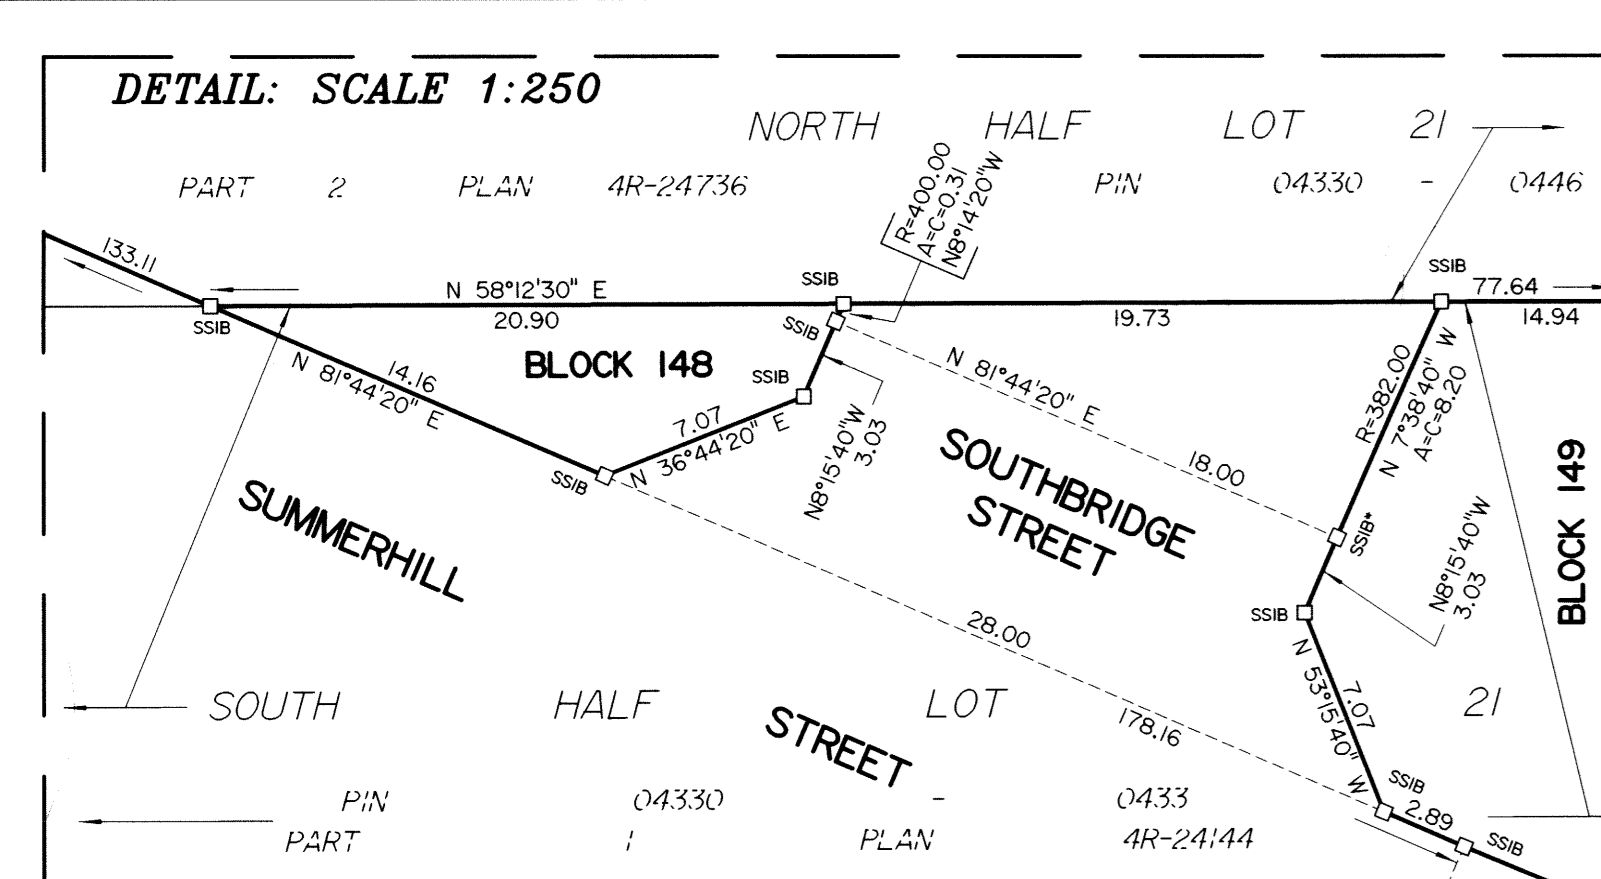 DETAIL: SCALE 1:250
NORTH HALF LOT 21
PART 2 PLAN 4R-24736
PIN 04330 - 0446
R=400.00
A=C=0.31
N8°14'20"W
133.11
SSIB
N 58°12'30" E
20.90
SSIB
SSIB
19.73
SSIB
77.64
14.94
BLOCK 148
N 81°44'20" E
14.16
SSIB
7.07
N 36°44'20" E
SSIB
N8°15'40"W
3.03
N 81°44'20" E
18.00
R=382.00
N 7°38'40" W
A=C=8.20
SOUTHBRIDGE
STREET
SSIB*
N8°15'40"W
3.03
BLOCK 149
SUMMERHILL
SSIB
28.00
7.07
N 53°15'40" W
SOUTH HALF LOT 21
STREET
178.16
SSIB
2.89
SSIB
PIN 04330 - 0433
PART 1 PLAN 4R-24144